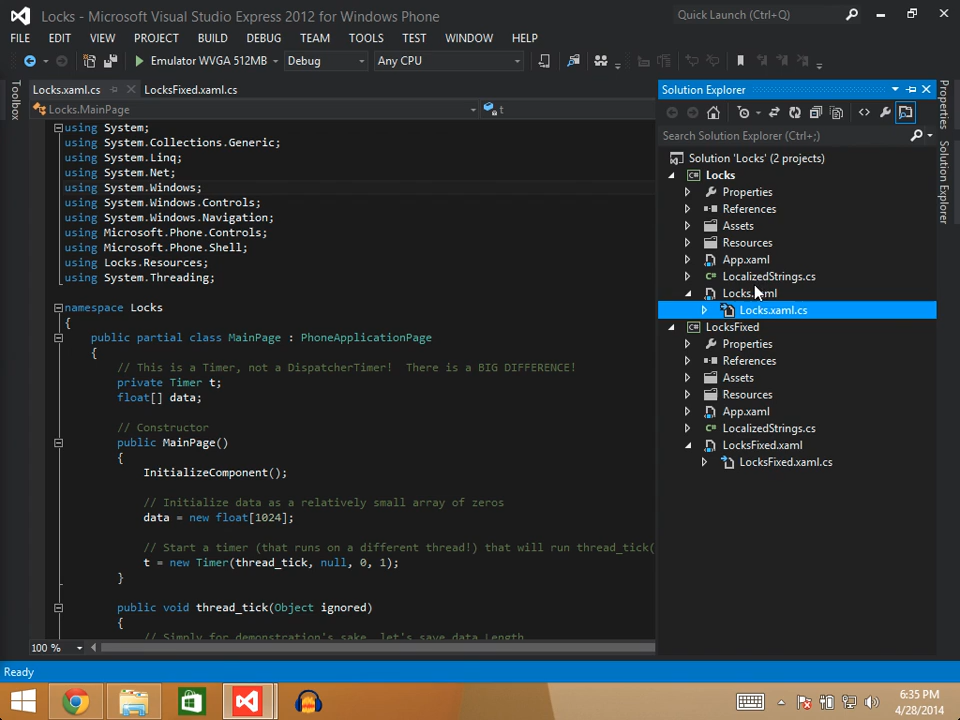 Locks - Microsoft Visual Studio Express 2012 for Windows Phone
Quick Launch (Ctrl+;)
FILE EDIT VIEW PROJECT BUILD DEBUG TEAM TOOLS TEST WINDOW HELP
Emulator WVGA 512MB Debug Any CPU
Toolbox
Locks.xaml.cs LocksFixed.xaml.cs
Locks.MainPage t
using System;
using System.Collections.Generic;
using System.Linq;
using System.Net;
using System.Windows;
using System.Windows.Controls;
using System.Windows.Navigation;
using Microsoft.Phone.Controls;
using Microsoft.Phone.Shell;
using Locks.Resources;
using System.Threading;
namespace Locks
{
public partial class MainPage : PhoneApplicationPage
{
// This is a Timer, not a DispatcherTimer!  There is a BIG DIFFERENCE!
private Timer t;
float[] data;
// Constructor
public MainPage()
{
InitializeComponent();
// Initialize data as a relatively small array of zeros
data = new float[1024];
// Start a timer (that runs on a different thread!) that will run thread_tick(
t = new Timer(thread_tick, null, 0, 1);
}
public void thread_tick(Object ignored)
{
// Simply for demonstration's sake, let's save data.Length
100 %
Solution Explorer
Search Solution Explorer (Ctrl+;)
Solution 'Locks' (2 projects)
Locks
Properties
References
Assets
Resources
App.xaml
LocalizedStrings.cs
Locks.xaml
Locks.xaml.cs
LocksFixed
Properties
References
Assets
Resources
App.xaml
LocalizedStrings.cs
LocksFixed.xaml
LocksFixed.xaml.cs
Properties
Solution Explorer
Ready
6:35 PM
4/28/2014